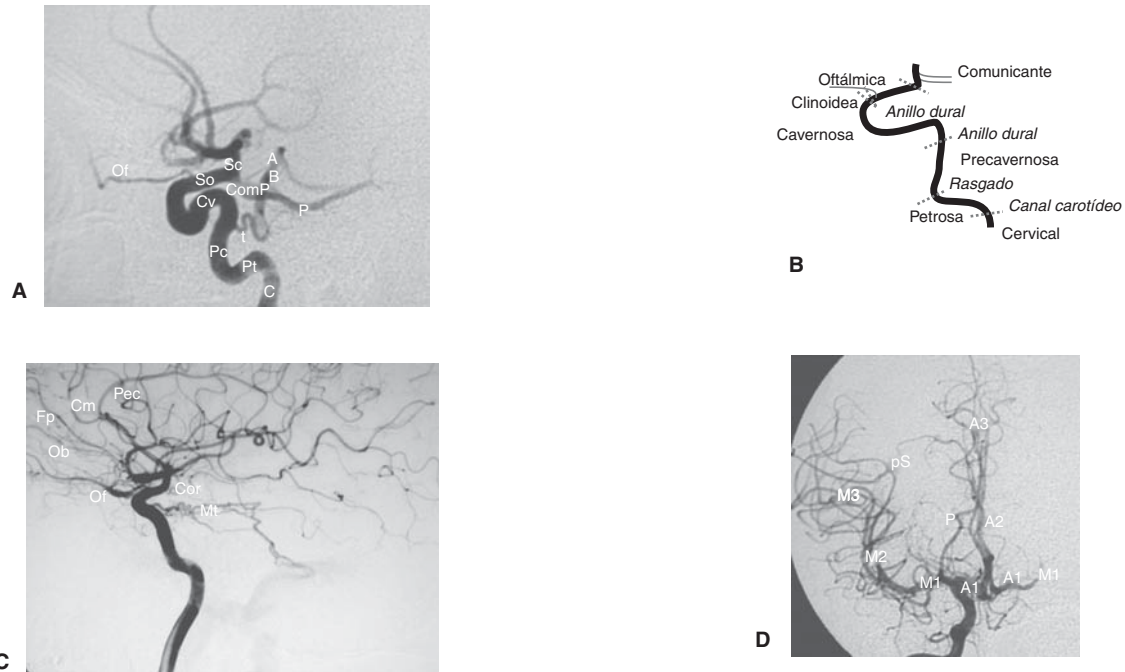 Of
Sc
A
B
So
ComP
Cv
P
t
Pc
Pt
C
A
Oftálmica
Comunicante
Clinoidea
Anillo dural
Cavernosa
Anillo dural
Precavernosa
Rasgado
Petrosa
Canal carotídeo
Cervical
B
Pec
Cm
Fp
Ob
Of
Cor
Mt
C
A3
pS
M3
P
A2
M2
M1
A1
A1
M1
D